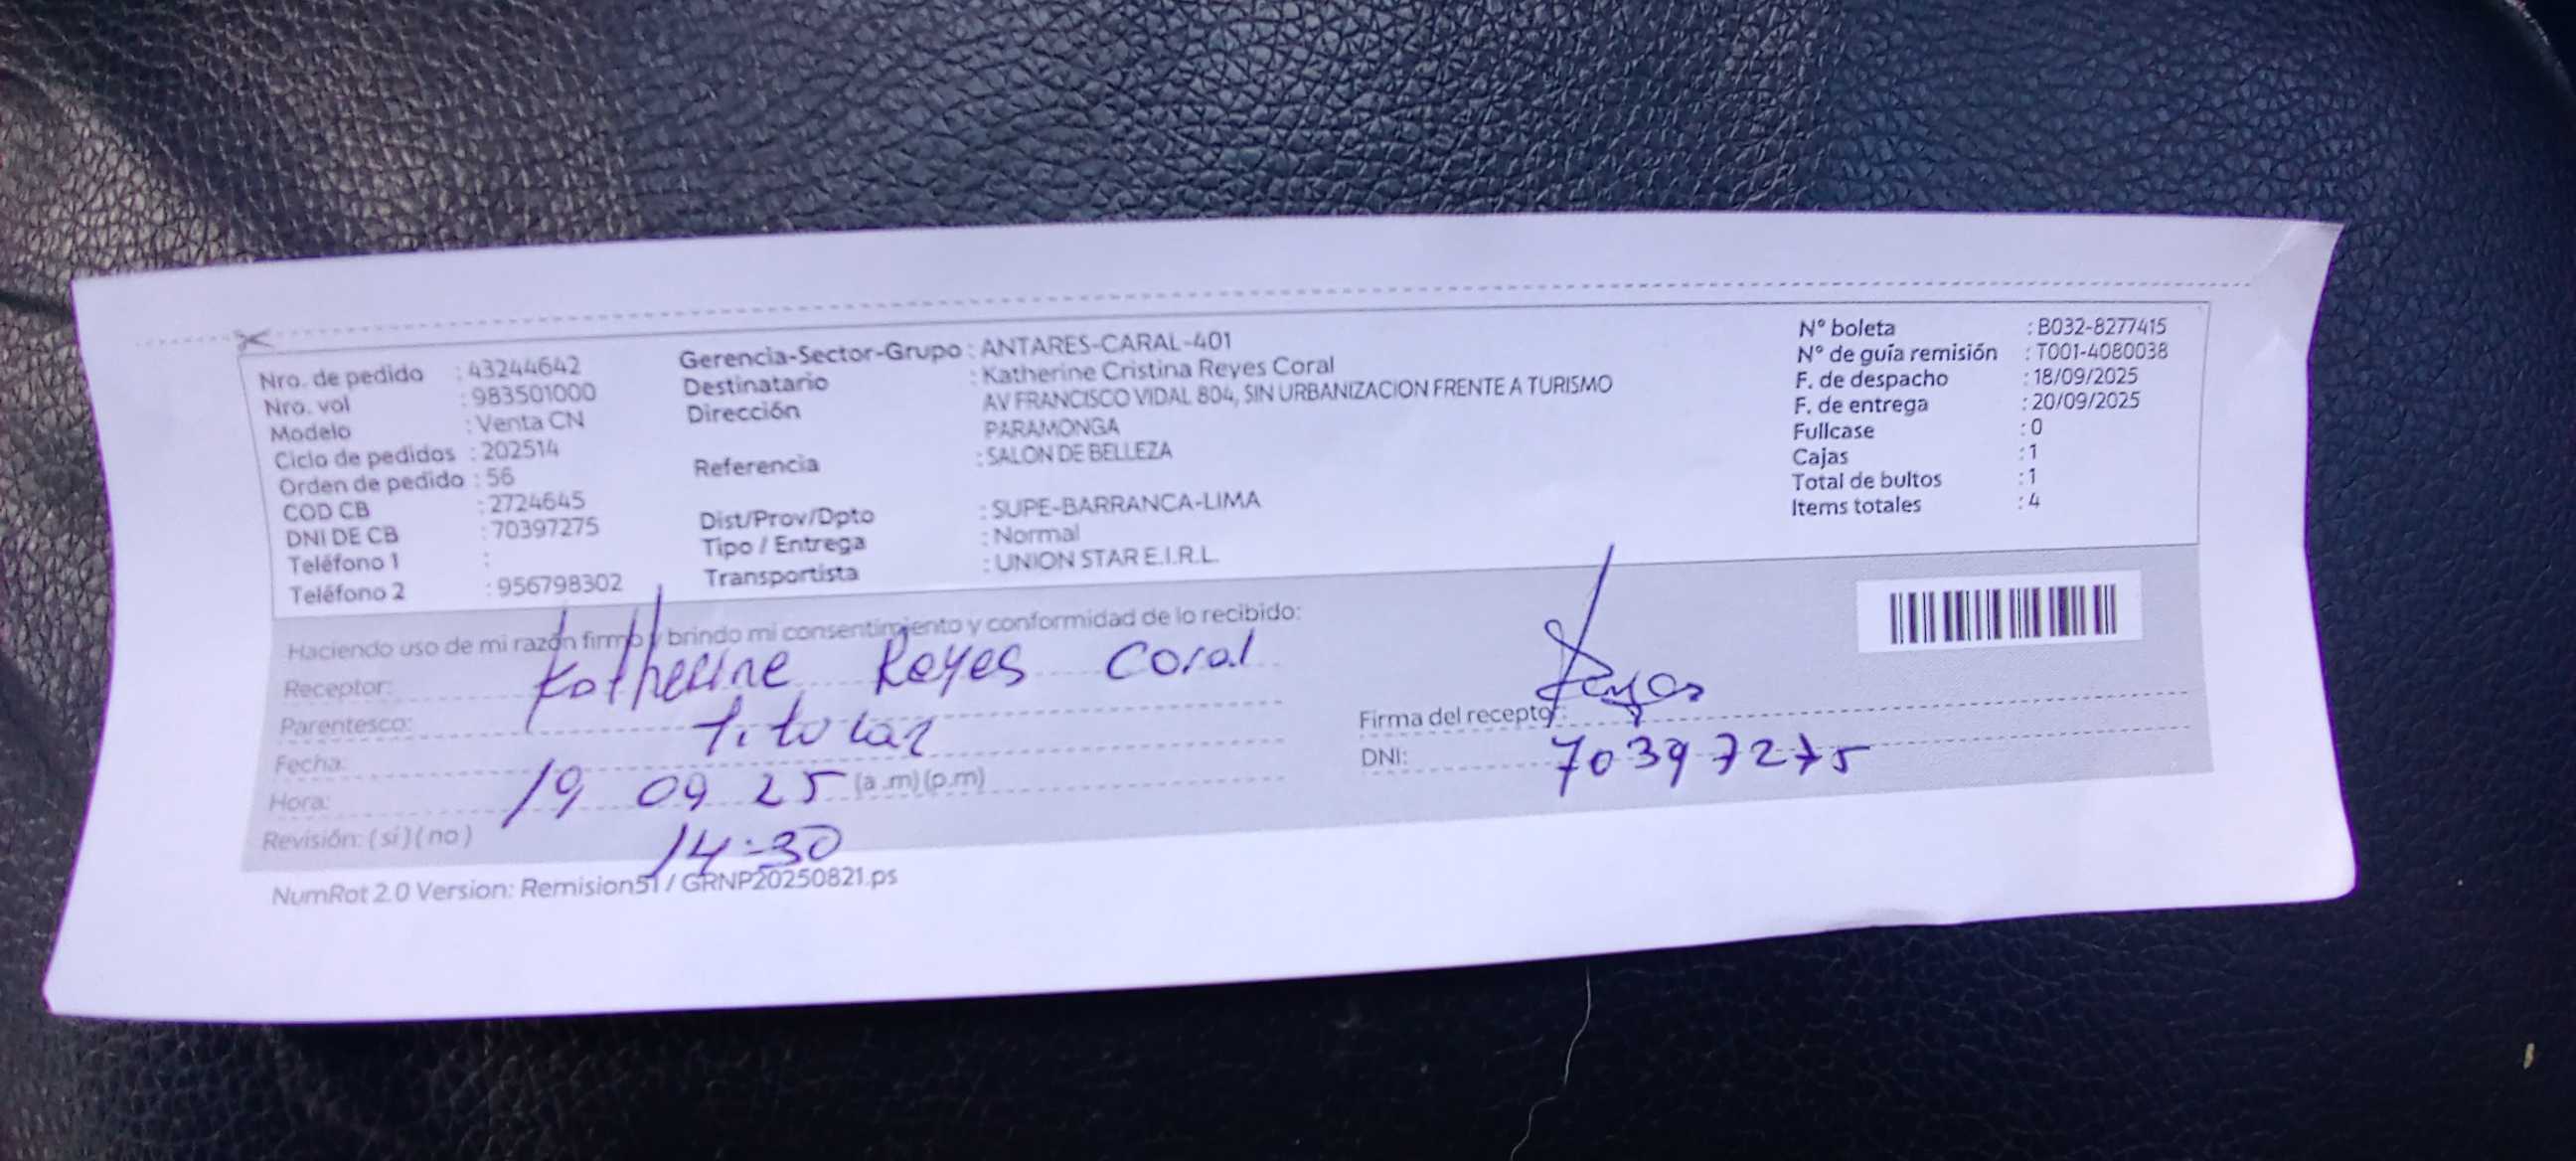 Nro. de pedido : 43244642
Nro. vol : 983501000
Modelo : Venta CN
Ciclo de pedidos : 202514
Orden de pedido : 56
COD CB : 2724645
DNI DE CB : 70397275
Teléfono 1 :
Teléfono 2 : 956798302
Gerencia-Sector-Grupo : ANTARES-CARAL-401
Destinatario : Katherine Cristina Reyes Coral
Dirección AV FRANCISCO VIDAL 804, SIN URBANIZACION FRENTE A TURISMO
PARAMONGA
Referencia : SALON DE BELLEZA
Dist/Prov/Dpto : SUPE-BARRANCA-LIMA
Tipo / Entrega : Normal
Transportista : UNION STAR E.I.R.L.
N° boleta : B032-8277415
N° de guía remisión : T001-4080038
F. de despacho : 18/09/2025
F. de entrega : 20/09/2025
Fullcase : 0
Cajas : 1
Total de bultos : 1
Items totales : 4
Haciendo uso de mi razón firmo y brindo mi consentimiento y conformidad de lo recibido:
Receptor: Katherine Reyes Coral
Parentesco: Titular
Fecha: 19 09 25
Hora: (a .m) (p.m)
14:30
Revisión: ( sí ) ( no )
Firma del receptor: Reyes
DNI: 70397275
NumRot 2.0 Version: Remision51 / GRNP20250821.ps